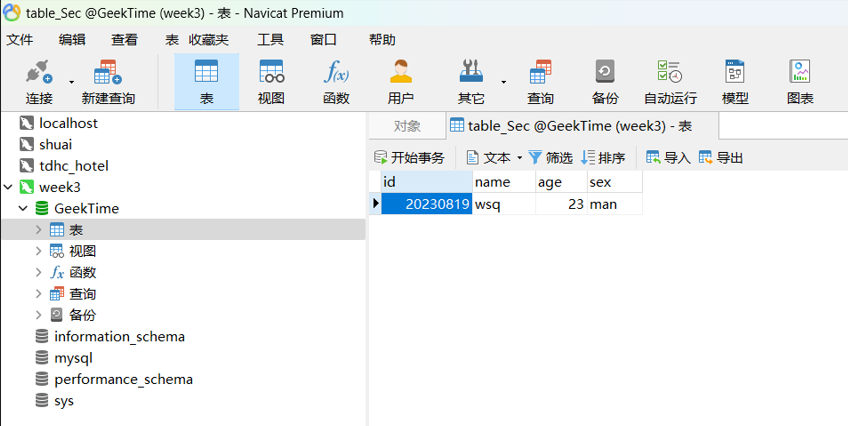 table_Sec @GeekTime (week3) - 表 - Navicat Premium
文件 编辑 查看 表 收藏夹 工具 窗口 帮助
连接 新建查询 表 视图 f(x) 函数 用户 其它 查询 备份 自动运行 模型 图表
localhost
shuai
tdhc_hotel
week3
GeekTime
表
视图
fx 函数
查询
备份
information_schema
mysql
performance_schema
sys
对象 table_Sec @GeekTime (week3) - 表
开始事务 文本 筛选 排序 导入 导出
id name age sex
20230819 wsq 23 man